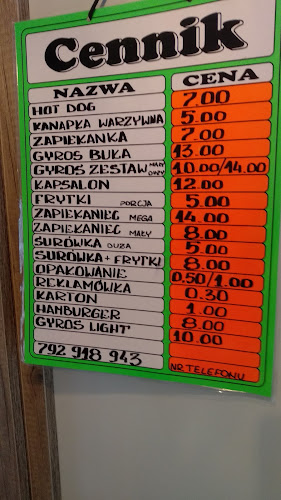 Cennik
NAZWA CENA
HOT DOG 7.00
KANAPKA WARZYWNA 5.00
ZAPIEKANKA 7.00
GYROS BUŁA 13.00
GYROS ZESTAW MAŁY DUŻY 10.00/14.00
KAPSALON 12.00
FRYTKI PORCJA 5.00
ZAPIEKANIEC MEGA 14.00
ZAPIEKANIEC MAŁY 8.00
SURÓWKA DUŻA 5.00
SURÓWKA + FRYTKI 8.00
OPAKOWANIE 0.50/1.00
REKLAMÓWKA 0.30
KARTON 1.00
HAMBURGER 8.00
GYROS LIGHT 10.00
792 918 943 NR TELEFONU